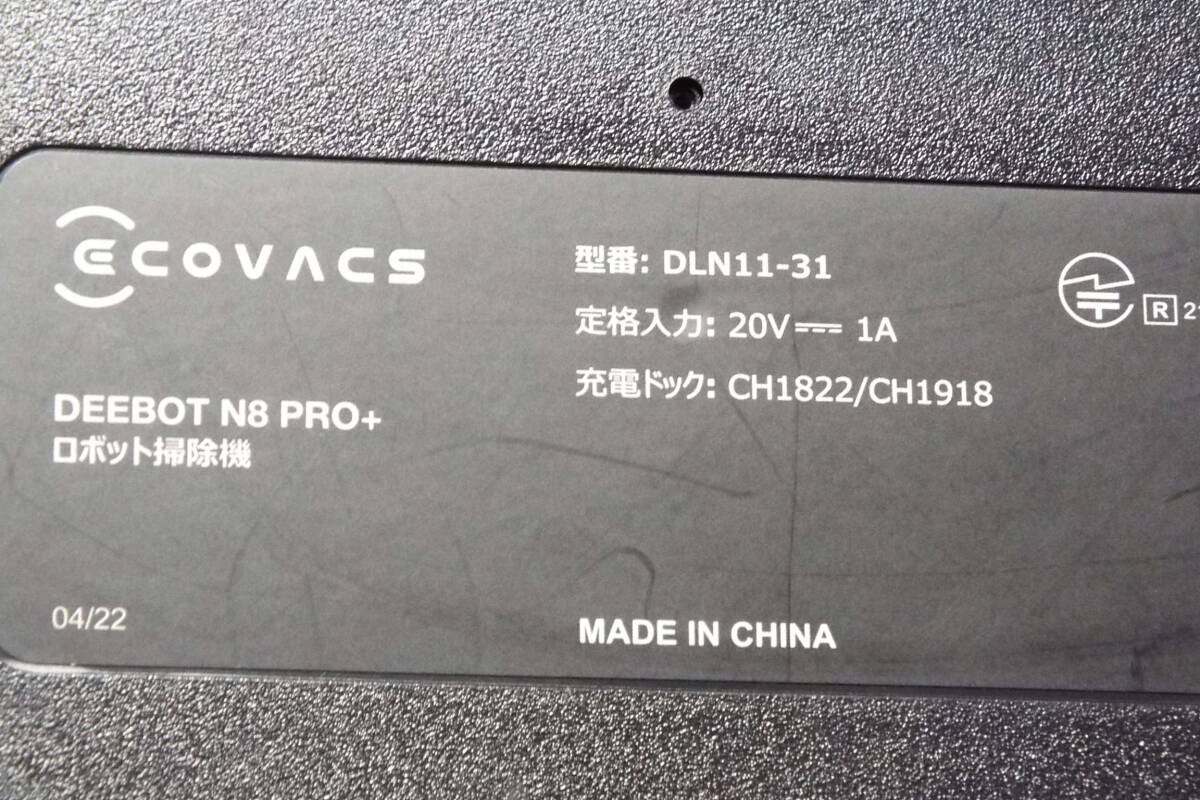 ECOVACS
DEEBOT N8 PRO+
ロボット掃除機
04/22
型番: DLN11-31
定格入力: 20V⎓ 1A
充電ドック: CH1822/CH1918
MADE IN CHINA
R